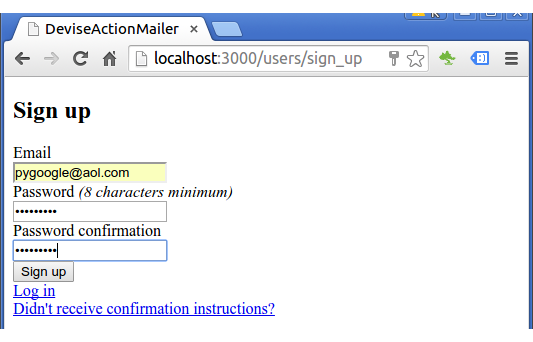 DeviseActionMailer
localhost:3000/users/sign_up
Sign up
Email
pygoogle@aol.com
Password (8 characters minimum)
•••••••••
Password confirmation
•••••••••
Sign up
Log in
Didn't receive confirmation instructions?